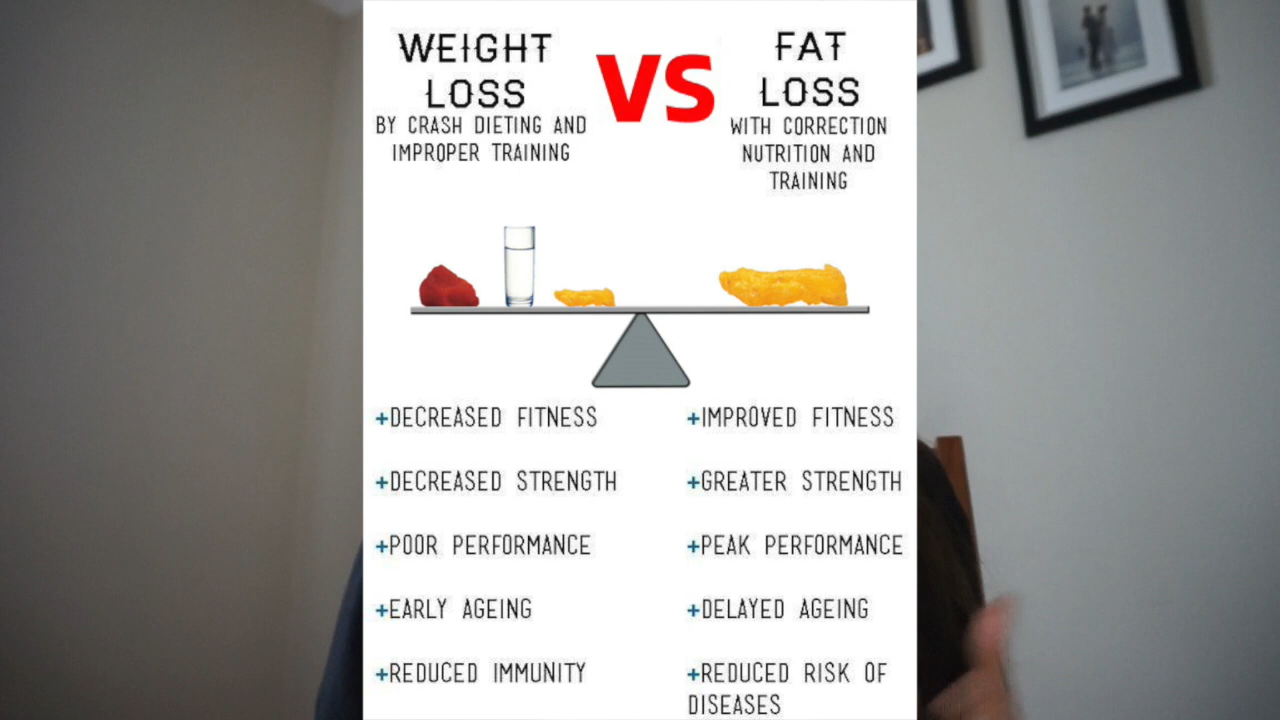 WEIGHT
LOSS
BY CRASH DIETING AND
IMPROPER TRAINING
VS
FAT
LOSS
WITH CORRECTION
NUTRITION AND
TRAINING
+DECREASED FITNESS
+DECREASED STRENGTH
+POOR PERFORMANCE
+EARLY AGEING
+REDUCED IMMUNITY
+IMPROVED FITNESS
+GREATER STRENGTH
+PEAK PERFORMANCE
+DELAYED AGEING
+REDUCED RISK OF
DISEASES